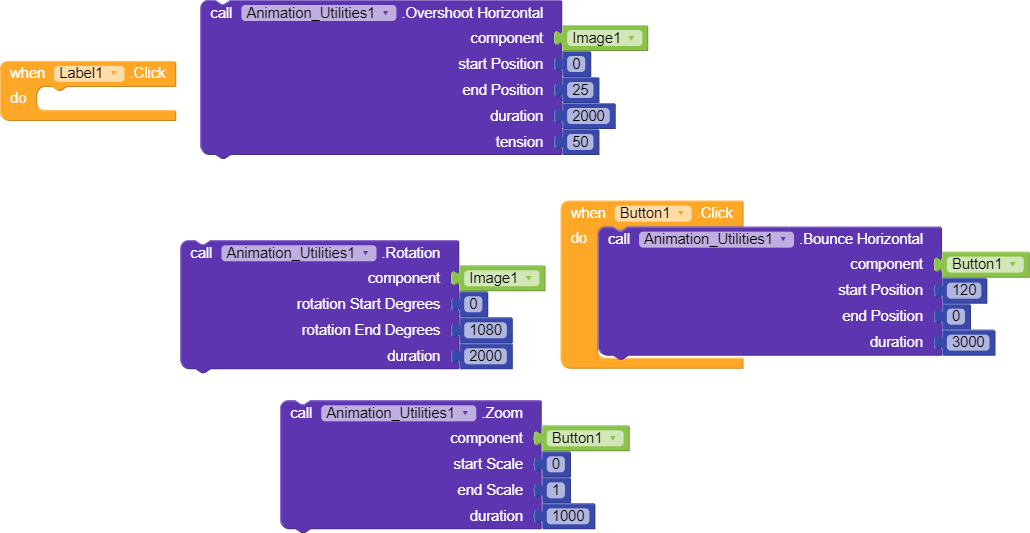 when Label1 .Click
do
call Animation_Utilities1 .Overshoot Horizontal
component Image1
start Position 0
end Position 25
duration 2000
tension 50
call Animation_Utilities1 .Rotation
component Image1
rotation Start Degrees 0
rotation End Degrees 1080
duration 2000
when Button1 .Click
do call Animation_Utilities1 .Bounce Horizontal
component Button1
start Position 120
end Position 0
duration 3000
call Animation_Utilities1 .Zoom
component Button1
start Scale 0
end Scale 1
duration 1000